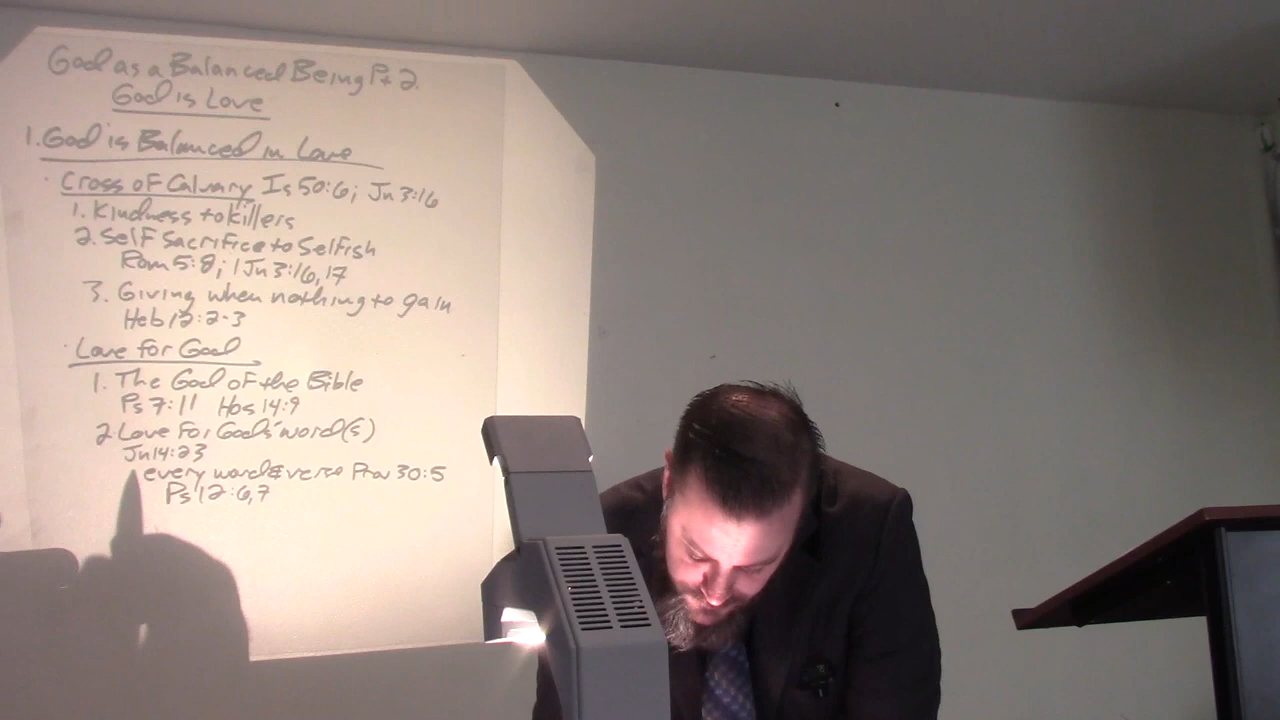 God as a Balanced Being Pt 2
God is Love
1. God is Balanced in Love
· Cross of Calvary Is 50:6; Jn 3:16
1. Kindness to killers
2. Self Sacrifice to Selfish
Rom 5:8; 1 Jn 3:16,17
3. Giving when nothing to gain
Heb 12:2-3
· Love for God
1. The God of the Bible
Ps 7:11 Hos 14:9
2 Love for God's word(s)
Jn 14:23
every word & verse Prov 30:5
Ps 12:6,7